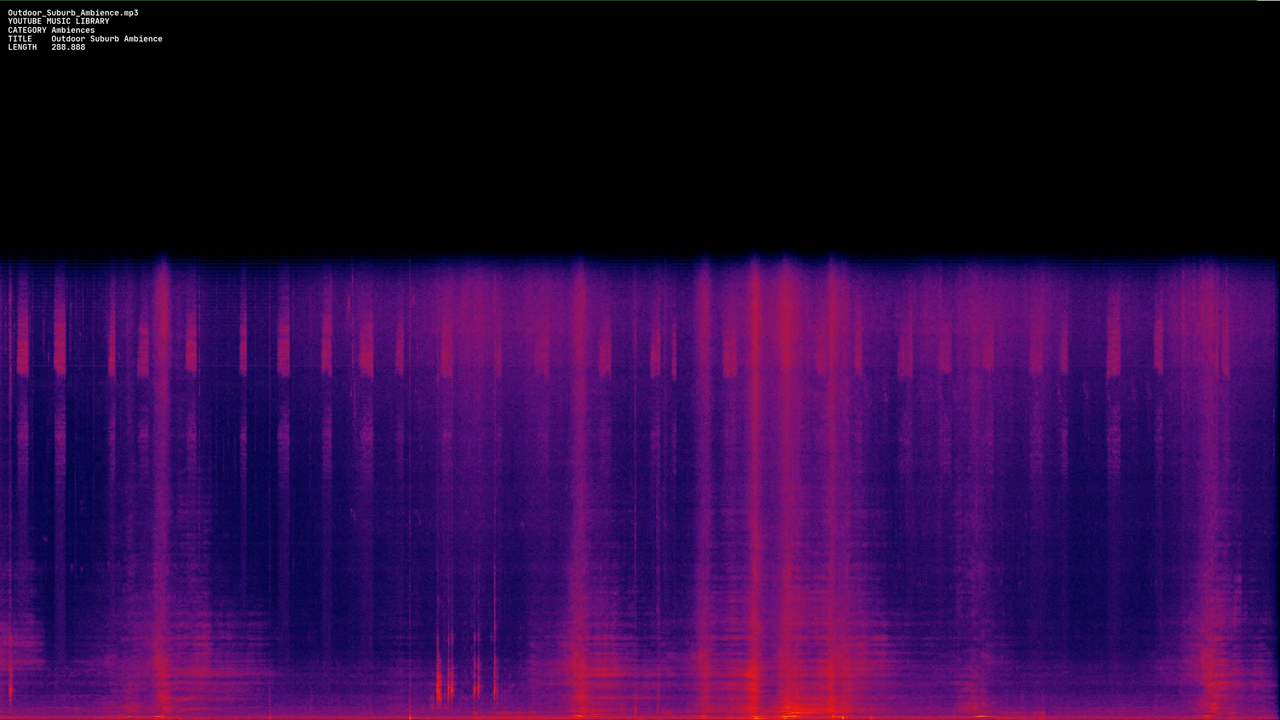 Outdoor_Suburb_Ambience.mp3
YOUTUBE MUSIC LIBRARY
CATEGORY Ambiences
TITLE Outdoor Suburb Ambience
LENGTH 288.888